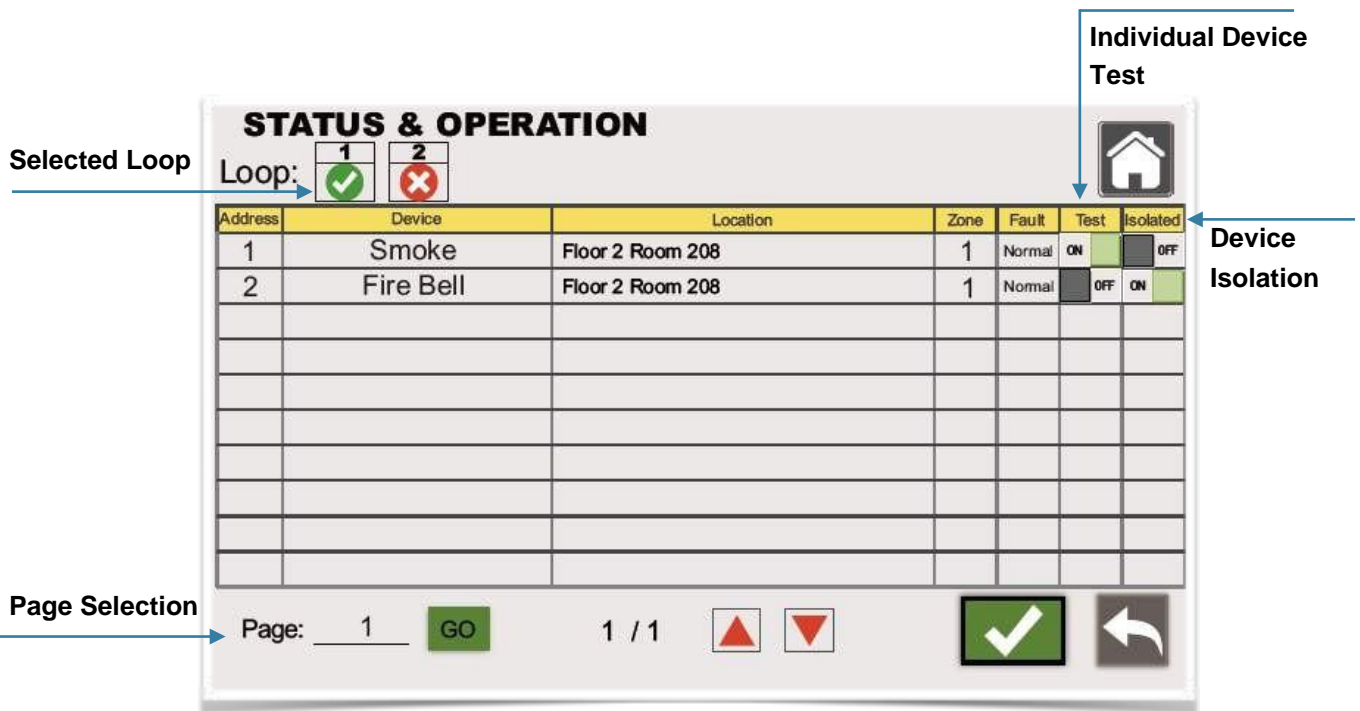 Individual Device
Test
STATUS & OPERATION
Selected Loop
Loop: 1 2
Address Device Location Zone Fault Test Isolated
1 Smoke Floor 2 Room 208 1 Normal ON OFF
2 Fire Bell Floor 2 Room 208 1 Normal OFF ON
Device
Isolation
Page Selection
Page: 1 GO 1 / 1